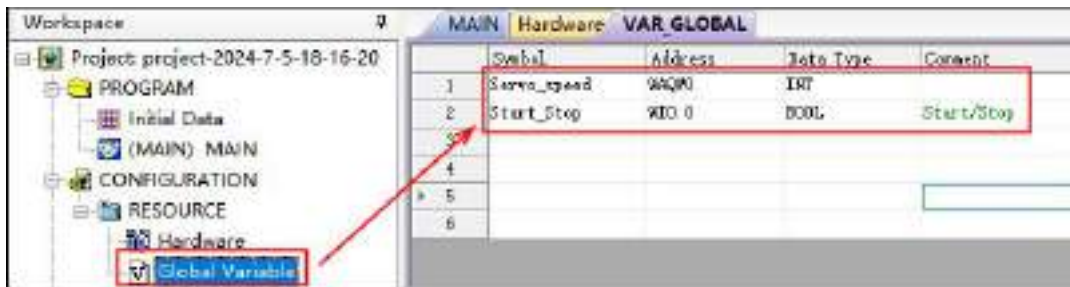 Workspace
MAIN Hardware VAR_GLOBAL
Project: project-2024-7-5-18-16-20
PROGRAM
Initial Data
(MAIN) MAIN
CONFIGURATION
RESOURCE
Hardware
Global Variable
Symbol Address Data Type Comment
1 Servo_speed %AQW0 INT
2 Start_Stop %DI0.0 BOOL Start/Stop
3
4
5
6